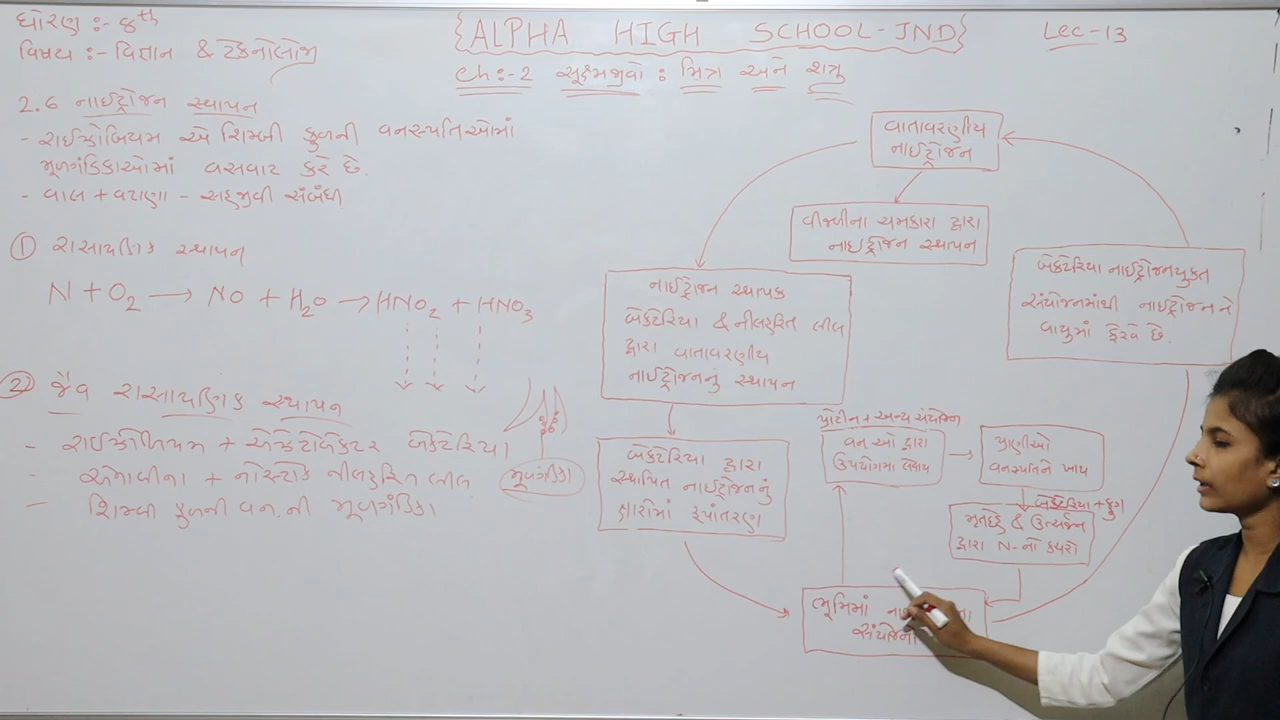 ધોરણ :- 8th
વિષય :- વિજ્ઞાન & ટેકનોલોજી
{ALPHA HIGH SCHOOL-JND}
Lec-13
Ch:-2 સૂક્ષ્મજીવો : મિત્ર અને શત્રુ
2.6 નાઈટ્રોજન સ્થાપન
- રાઈઝોબિયમ એ શિમ્બી કુળની વનસ્પતિઓમાં
મૂળગંડિકાઓમાં વસવાટ કરે છે.
- વાલ + વટાણા - સહજીવી સંબંધ
① રાસાયણિક સ્થાપન
N + O2 → NO + H2O → HNO2 + HNO3
② જૈવ રાસાયણિક સ્થાપન
- રાઈઝોબિયમ + એઝેટોબેક્ટર બેક્ટેરિયા
- એનાબીના + નોસ્ટોક નીલહરિત લીલ
- શિમ્બી કુળની વન.ની મૂળગંડિકા
મૂળગંડિકા
વાતાવરણીય
નાઈટ્રોજન
વીજળીના ચમકારા દ્વારા
નાઈટ્રોજન સ્થાપન
નાઈટ્રોજન સ્થાપક
બેક્ટેરિયા & નીલહરિત લીલ
દ્વારા વાતાવરણીય
નાઈટ્રોજનનું સ્થાપન
બેક્ટેરિયા નાઈટ્રોજનયુક્ત
સંયોજનમાંથી નાઈટ્રોજનને
વાયુમાં ફેરવે છે.
બેક્ટેરિયા દ્વારા
સ્થાપિત નાઈટ્રોજનનું
ક્ષારોમાં રૂપાંતરણ
પ્રોટીન + અન્ય સંયોજન
વન.ઓ દ્વારા
ઉપયોગમાં લેવાય
પ્રાણીઓ
વનસ્પતિને ખાય
બેક્ટેરિયા + ફુગ
મૃતદેહ & ઉત્સર્જન
દ્વારા N-નો કચરો
ભૂમિમાં